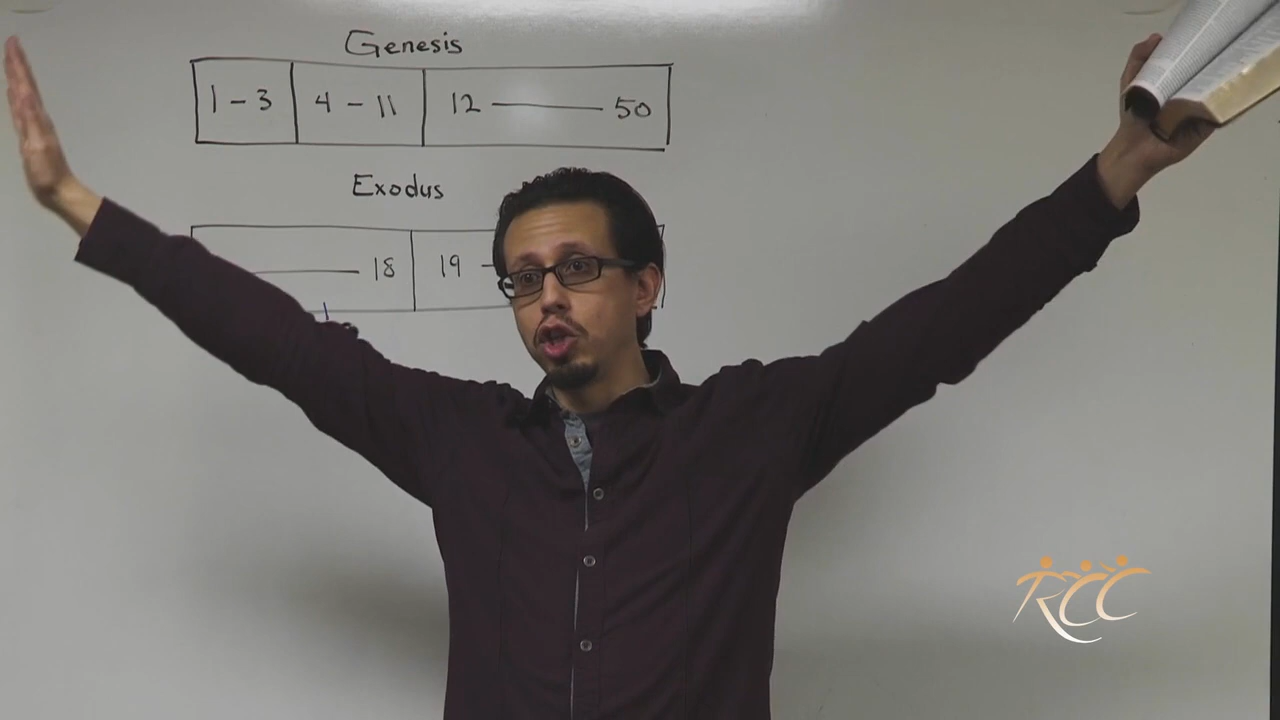 Genesis
1 - 3 4 - 11 12 — 50
Exodus
— 18 19 -
RCC